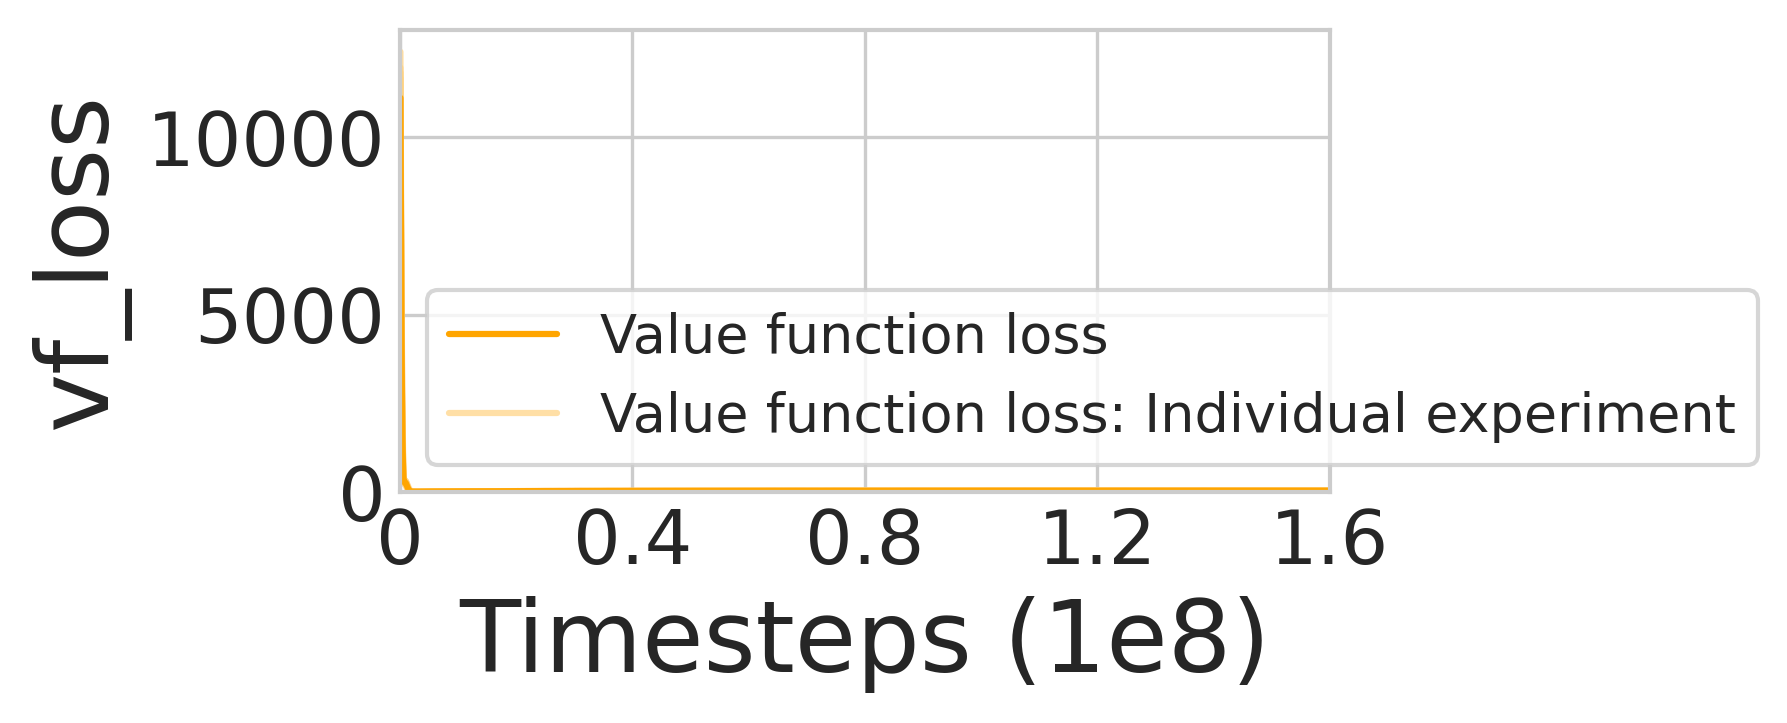 vf_loss
10000
5000
0
Value function loss
Value function loss: Individual experiment
0 0.4 0.8 1.2 1.6
Timesteps (1e8)